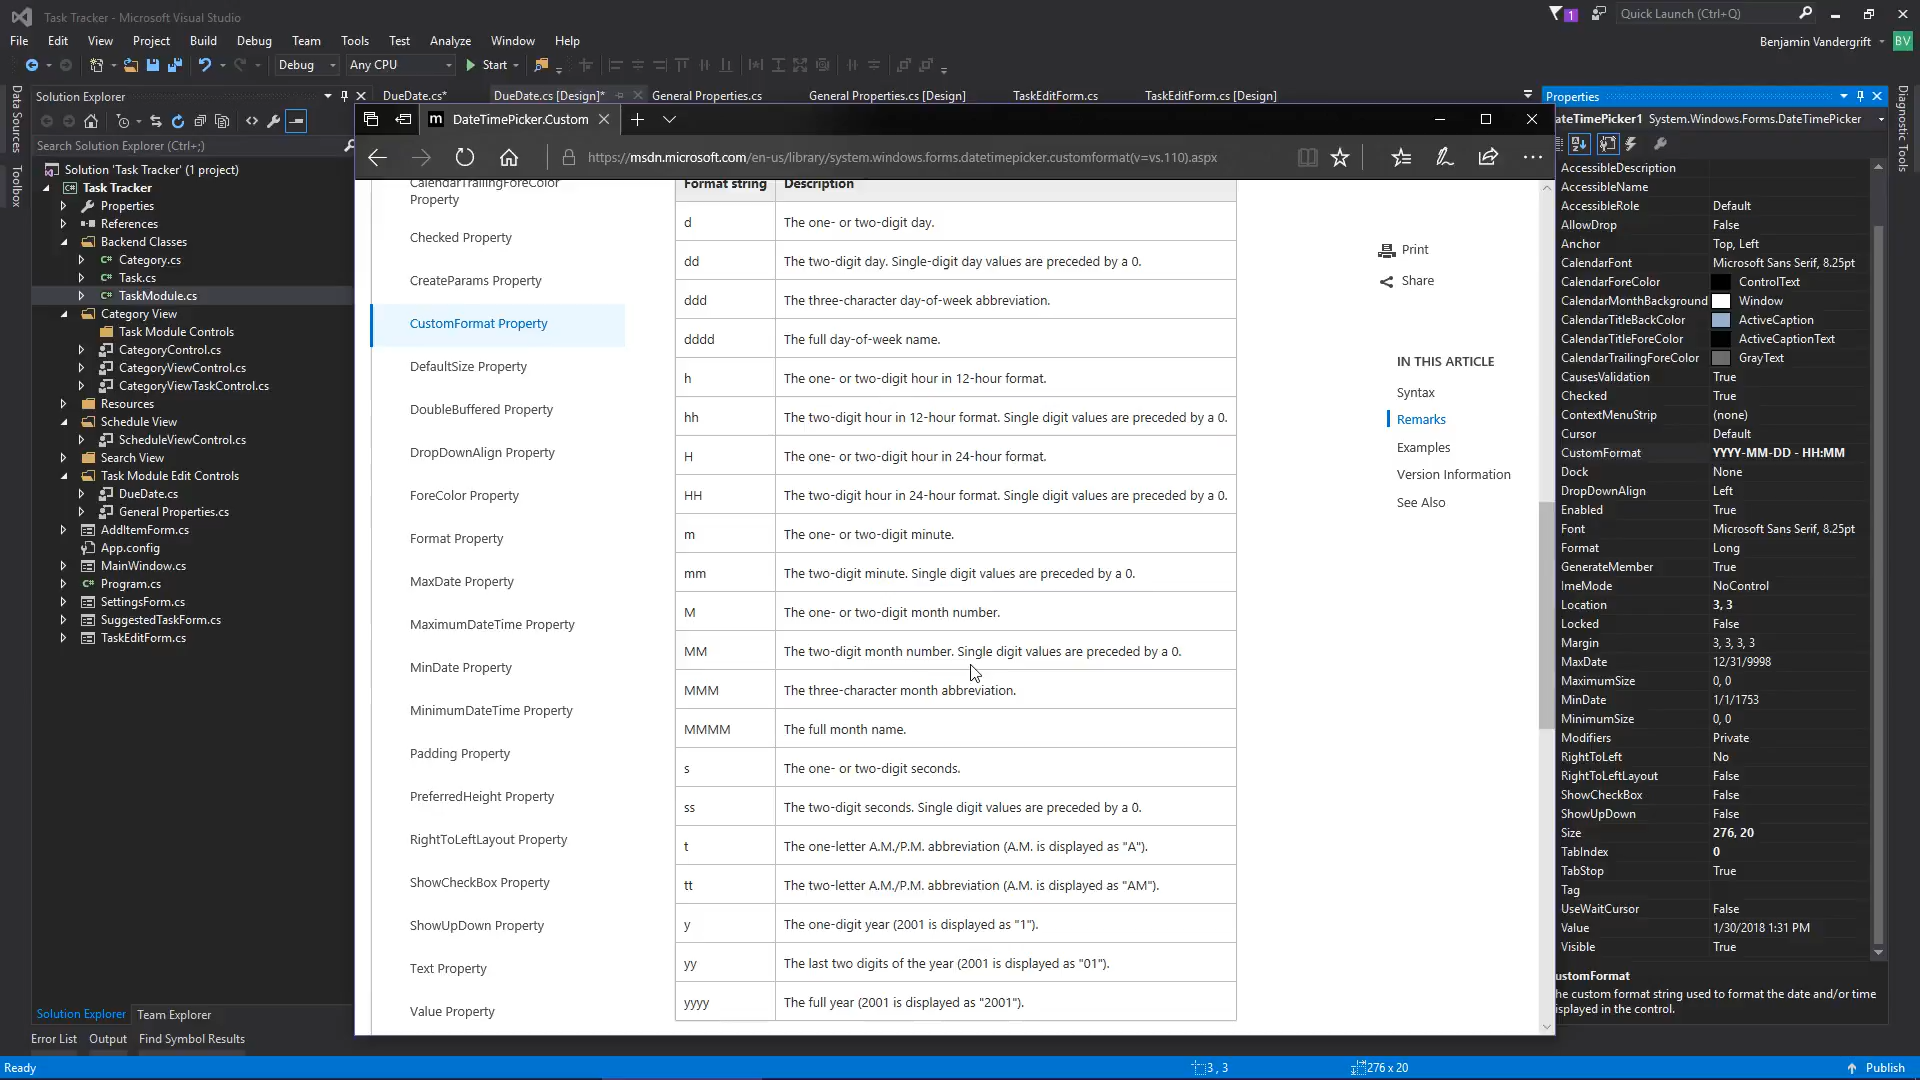 Task Tracker - Microsoft Visual Studio
1
Quick Launch (Ctrl+Q)
File Edit View Project Build Debug Team Tools Test Analyze Window Help
Benjamin Vandergrift BV
Debug Any CPU Start
Data Sources
Toolbox
Solution Explorer
Search Solution Explorer (Ctrl+;)
Solution 'Task Tracker' (1 project)
Task Tracker
Properties
References
Backend Classes
Category.cs
Task.cs
TaskModule.cs
Category View
Task Module Controls
CategoryControl.cs
CategoryViewControl.cs
CategoryViewTaskControl.cs
Resources
Schedule View
ScheduleViewControl.cs
Search View
Task Module Edit Controls
DueDate.cs
General Properties.cs
AddItemForm.cs
App.config
MainWindow.cs
Program.cs
SettingsForm.cs
SuggestedTaskForm.cs
TaskEditForm.cs
Solution Explorer Team Explorer
Error List Output Find Symbol Results
DueDate.cs* DueDate.cs [Design]* General Properties.cs General Properties.cs [Design] TaskEditForm.cs TaskEditForm.cs [Design]
DateTimePicker.Custom
https://msdn.microsoft.com/en-us/library/system.windows.forms.datetimepicker.customformat(v=vs.110).aspx
CalendarTrailingForeColor
Property
Checked Property
CreateParams Property
CustomFormat Property
DefaultSize Property
DoubleBuffered Property
DropDownAlign Property
ForeColor Property
Format Property
MaxDate Property
MaximumDateTime Property
MinDate Property
MinimumDateTime Property
Padding Property
PreferredHeight Property
RightToLeftLayout Property
ShowCheckBox Property
ShowUpDown Property
Text Property
Value Property
Format string Description
d The one- or two-digit day.
dd The two-digit day. Single-digit day values are preceded by a 0.
ddd The three-character day-of-week abbreviation.
dddd The full day-of-week name.
h The one- or two-digit hour in 12-hour format.
hh The two-digit hour in 12-hour format. Single digit values are preceded by a 0.
H The one- or two-digit hour in 24-hour format.
HH The two-digit hour in 24-hour format. Single digit values are preceded by a 0.
m The one- or two-digit minute.
mm The two-digit minute. Single digit values are preceded by a 0.
M The one- or two-digit month number.
MM The two-digit month number. Single digit values are preceded by a 0.
MMM The three-character month abbreviation.
MMMM The full month name.
s The one- or two-digit seconds.
ss The two-digit seconds. Single digit values are preceded by a 0.
t The one-letter A.M./P.M. abbreviation (A.M. is displayed as "A").
tt The two-letter A.M./P.M. abbreviation (A.M. is displayed as "AM").
y The one-digit year (2001 is displayed as "1").
yy The last two digits of the year (2001 is displayed as "01").
yyyy The full year (2001 is displayed as "2001").
Print
Share
IN THIS ARTICLE
Syntax
Remarks
Examples
Version Information
See Also
Properties
ateTimePicker1 System.Windows.Forms.DateTimePicker
AccessibleDescription
AccessibleName
AccessibleRole Default
AllowDrop False
Anchor Top, Left
CalendarFont Microsoft Sans Serif, 8.25pt
CalendarForeColor ControlText
CalendarMonthBackground Window
CalendarTitleBackColor ActiveCaption
CalendarTitleForeColor ActiveCaptionText
CalendarTrailingForeColor GrayText
CausesValidation True
Checked True
ContextMenuStrip (none)
Cursor Default
CustomFormat YYYY-MM-DD - HH:MM
Dock None
DropDownAlign Left
Enabled True
Font Microsoft Sans Serif, 8.25pt
Format Long
GenerateMember True
ImeMode NoControl
Location 3, 3
Locked False
Margin 3, 3, 3, 3
MaxDate 12/31/9998
MaximumSize 0, 0
MinDate 1/1/1753
MinimumSize 0, 0
Modifiers Private
RightToLeft No
RightToLeftLayout False
ShowCheckBox False
ShowUpDown False
Size 276, 20
TabIndex 0
TabStop True
Tag
UseWaitCursor False
Value 1/30/2018 1:31 PM
Visible True
ustomFormat
he custom format string used to format the date and/or time
isplayed in the control.
Diagnostic Tools
Ready 3 , 3 276 x 20 Publish